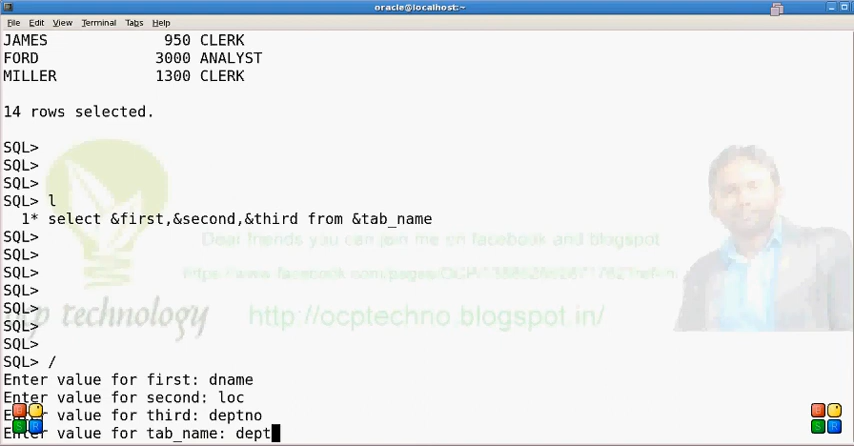 oracle@localhost:~
File Edit View Terminal Tabs Help
JAMES 950 CLERK
FORD 3000 ANALYST
MILLER 1300 CLERK
14 rows selected.
SQL>
SQL>
SQL>
SQL> l
1* select &first,&second,&third from &tab_name
SQL>
Dear friends you can join me on facebook and blogspot
SQL>
SQL>
SQL>
SQL>
technology http://ocptechno.blogspot.in/
SQL>
SQL>
SQL> /
Enter value for first: dname
Enter value for second: loc
Enter value for third: deptno
Enter value for tab_name: dept